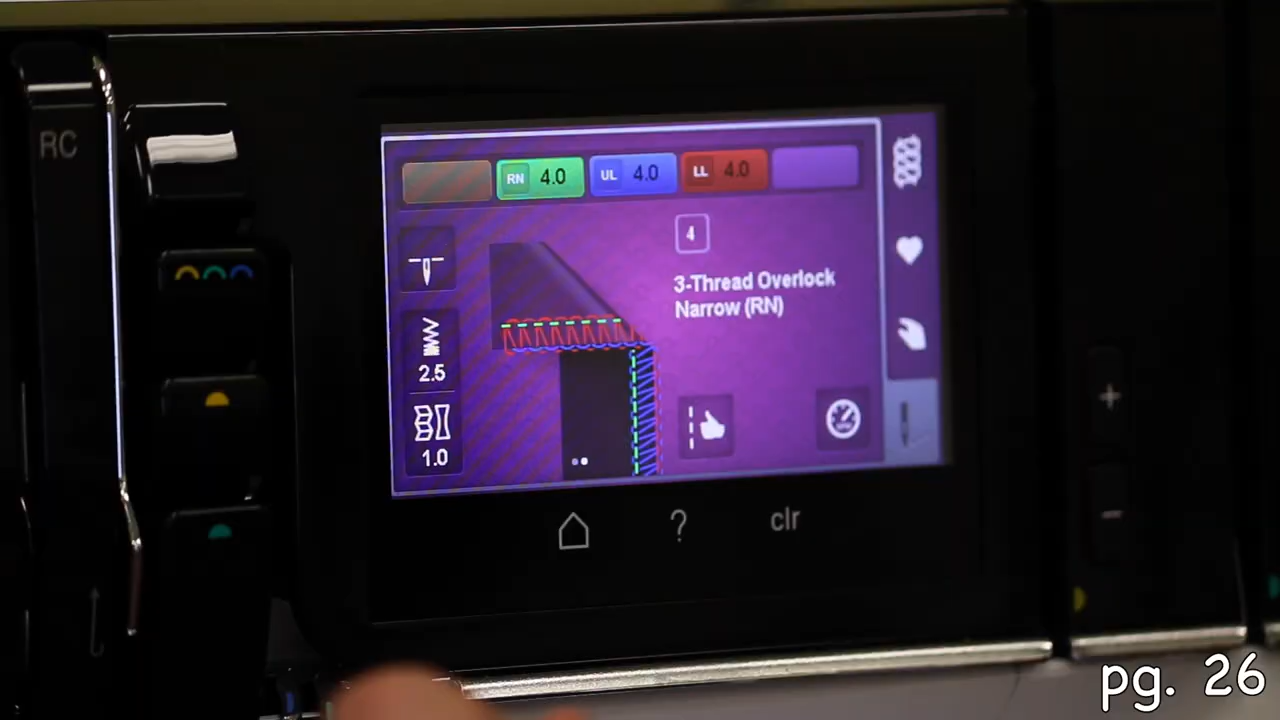 RC
RN 4.0 UL 4.0 LL 4.0
4
3-Thread Overlock
Narrow (RN)
2.5
1.0
? clr
+
-
pg. 26